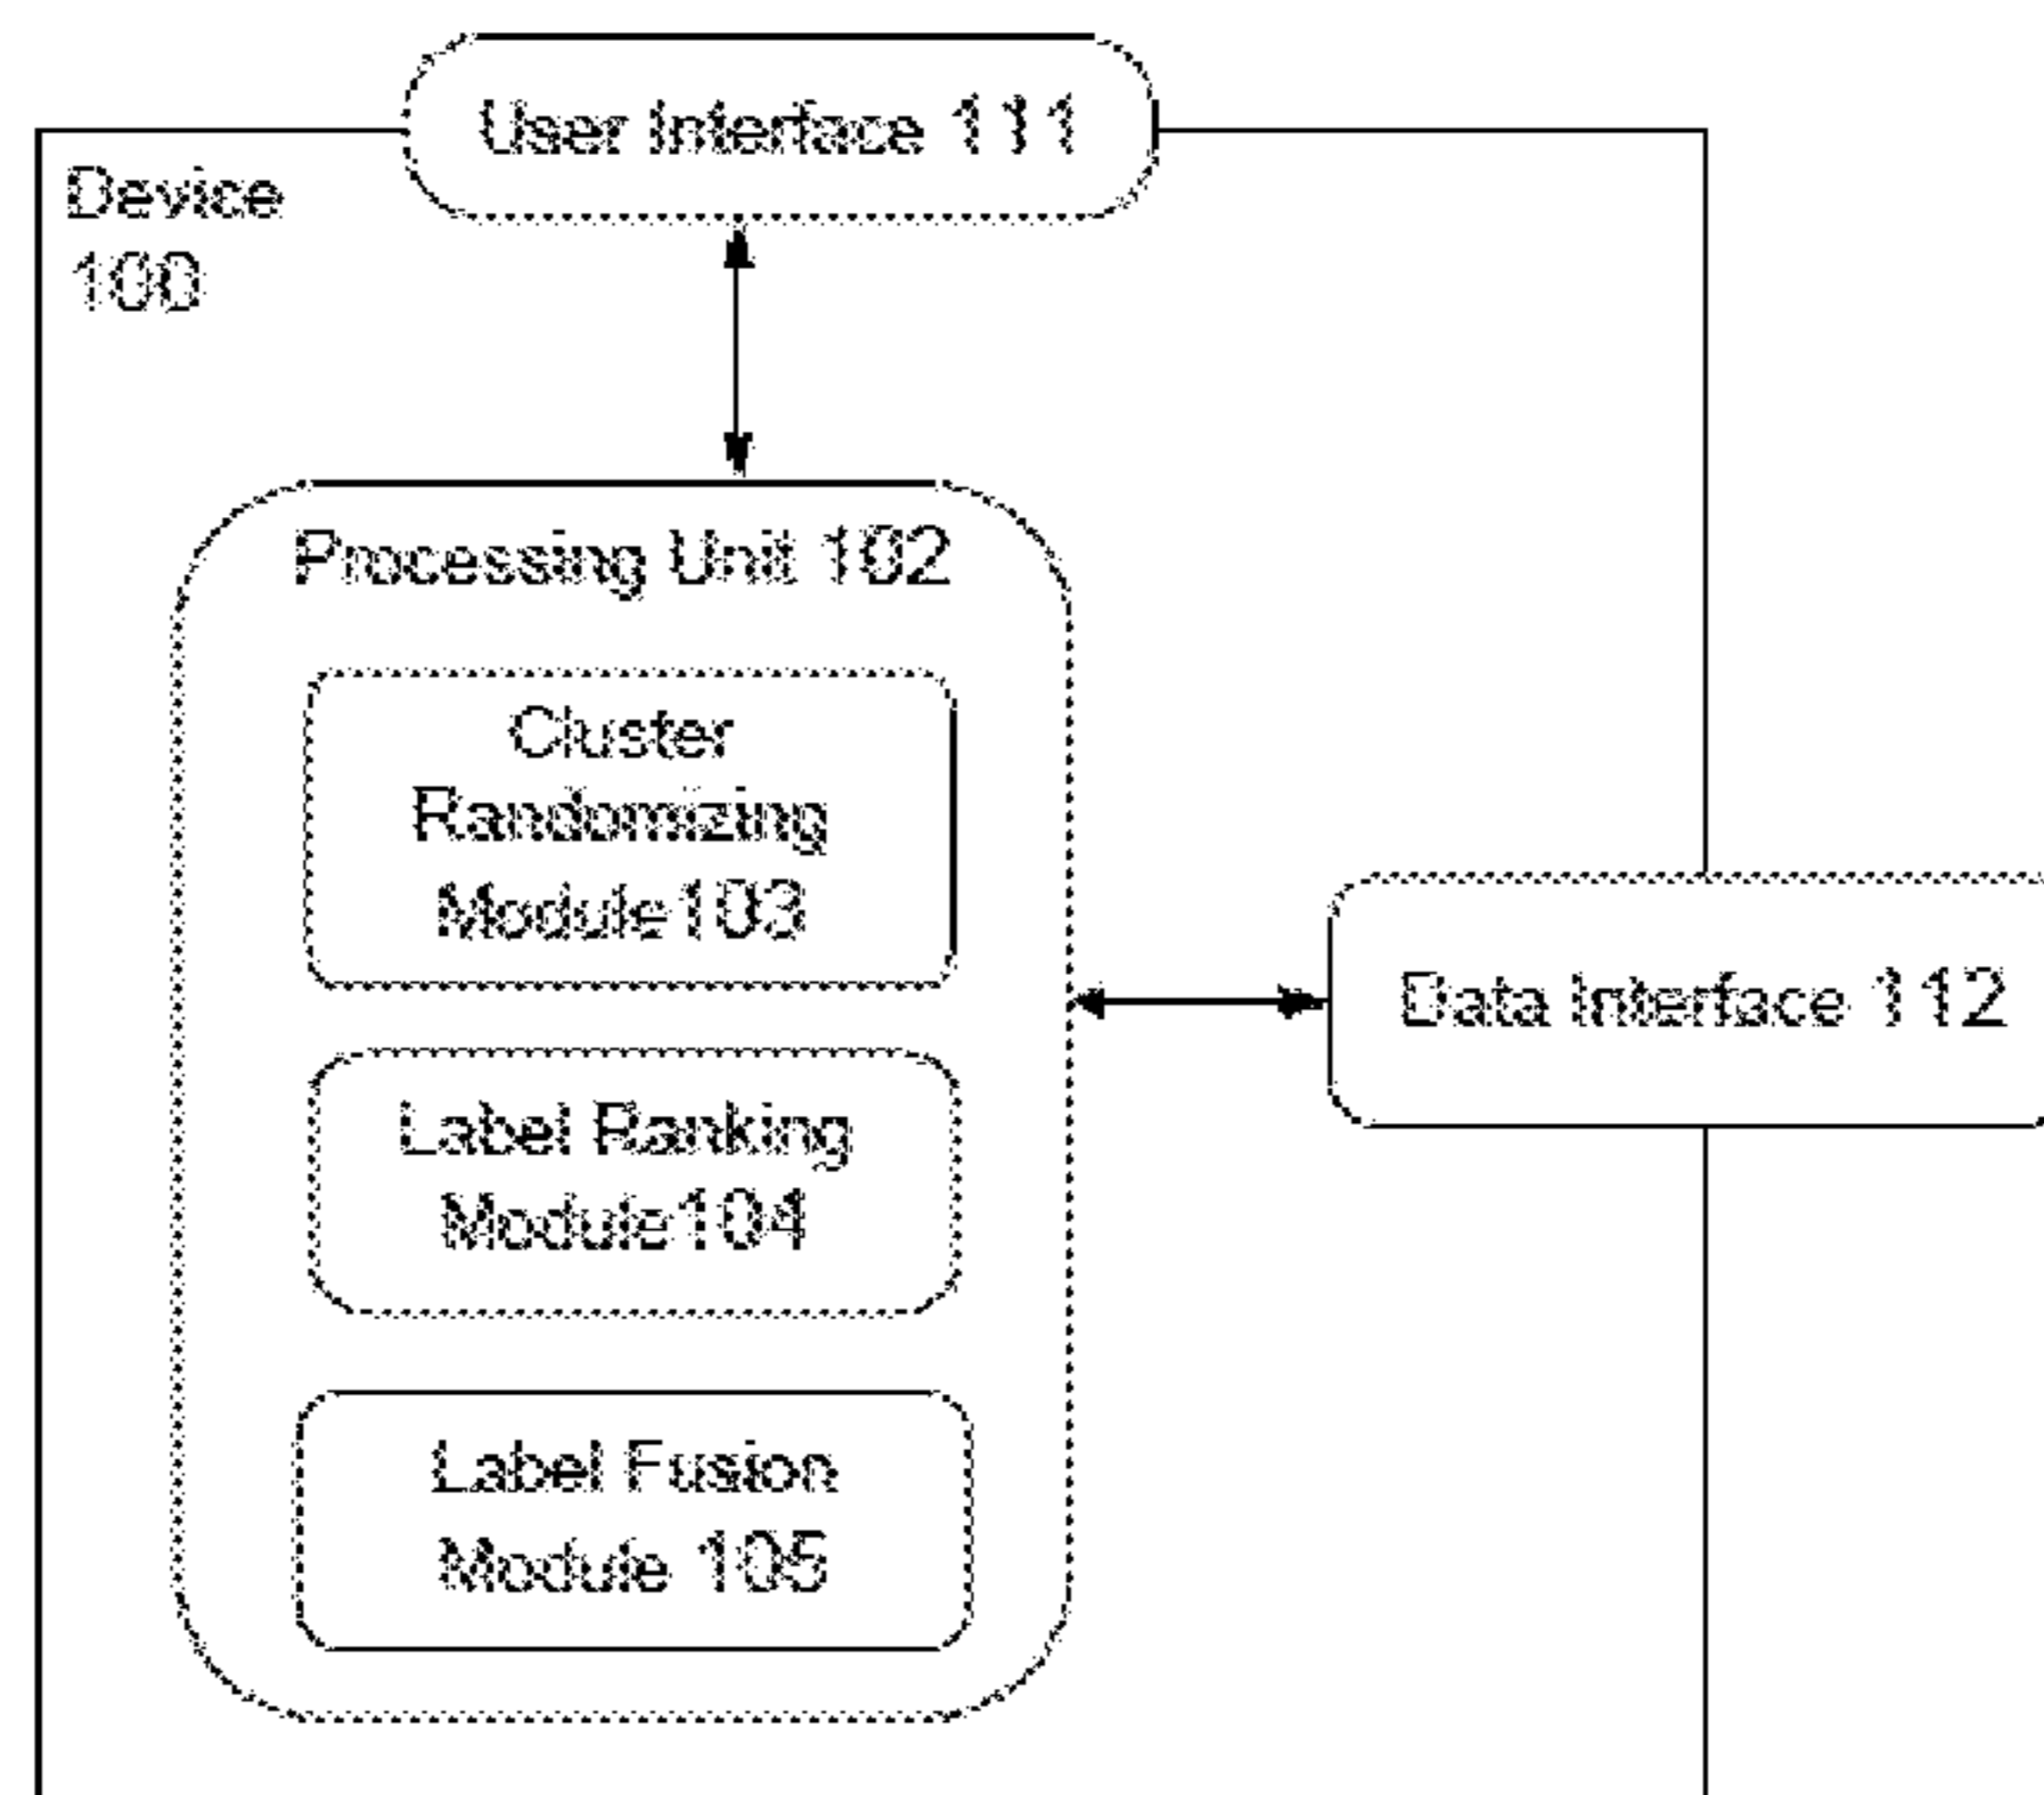 User Interface 111
Device
100
Processing Unit 102
Cluster
Randomizing
Module103
Label Ranking
Module104
Label Fusion
Module 105
Data Interface 112